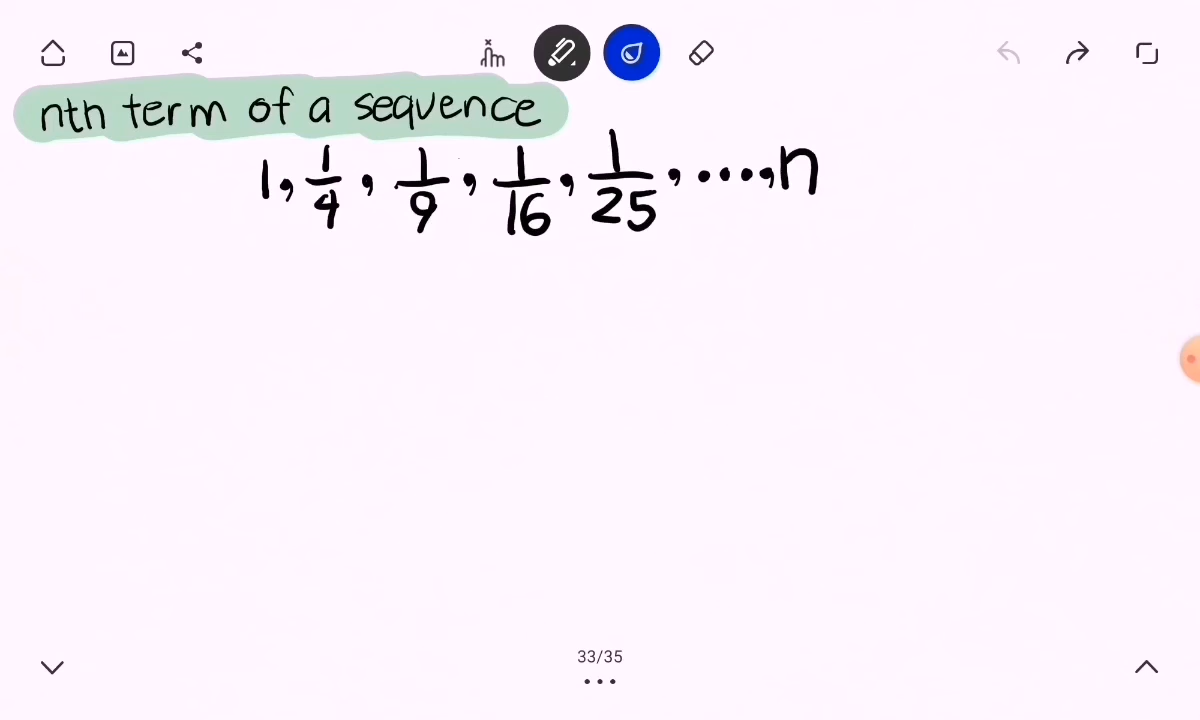 nth term of a sequence
1, 1/4, 1/9, 1/16, 1/25, ...., n
33/35